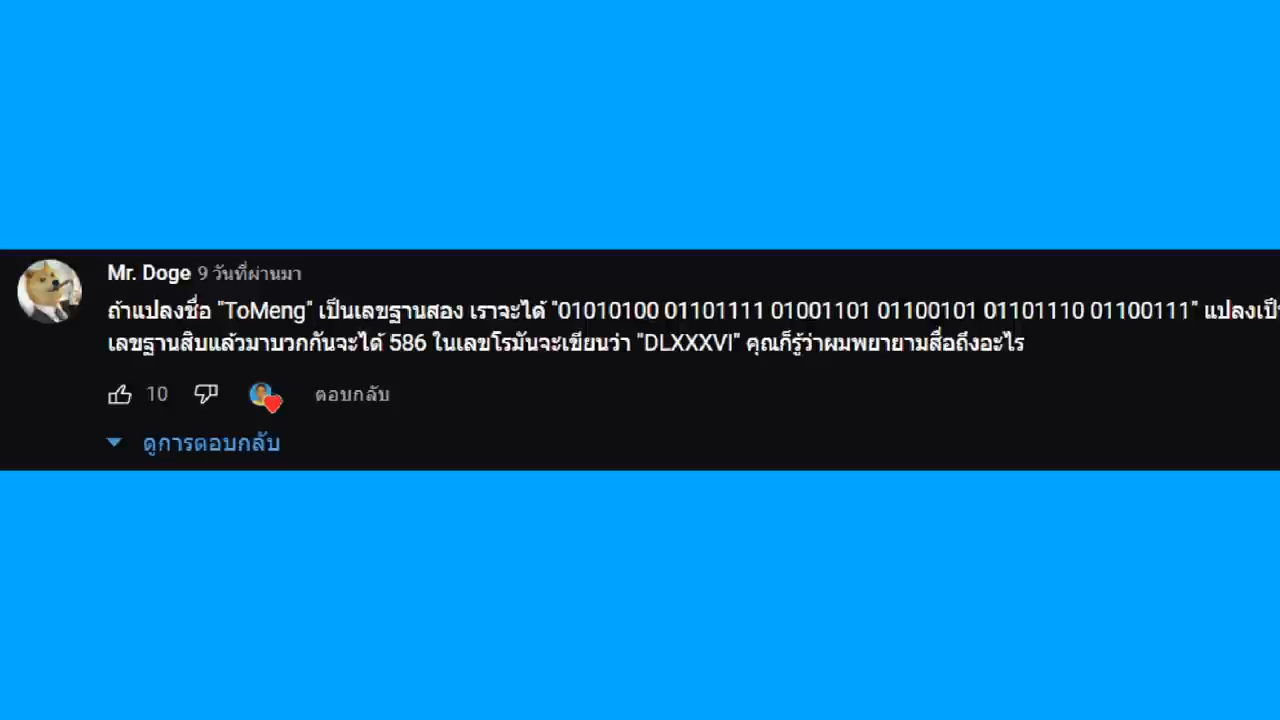 Mr. Doge 9 วันที่ผ่านมา
ถ้าแปลงชื่อ "ToMeng" เป็นเลขฐานสอง เราจะได้ "01010100 01101111 01001101 01100101 01101110 01100111" แปลงเป็
เลขฐานสิบแล้วมาบวกกันจะได้ 586 ในเลขโรมันจะเขียนว่า "DLXXXVI" คุณก็รู้ว่าผมพยายามสื่อถึงอะไร
10 ตอบกลับ
ดูการตอบกลับ